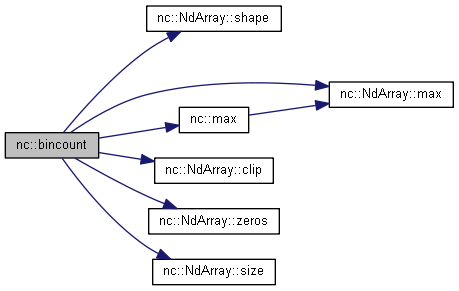 nc::NdArray::shape
nc::NdArray::max
nc::max
nc::bincount
nc::NdArray::clip
nc::NdArray::zeros
nc::NdArray::size